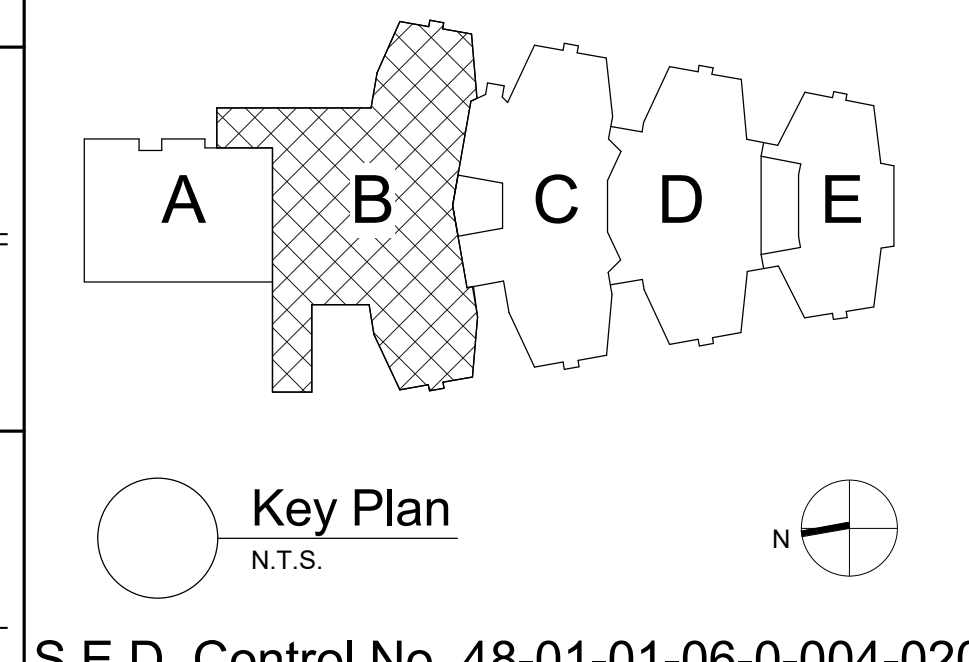 A B C D E
Key Plan
N.T.S.
N
S.E.D. Control No. 48-01-01-06-0-004-020